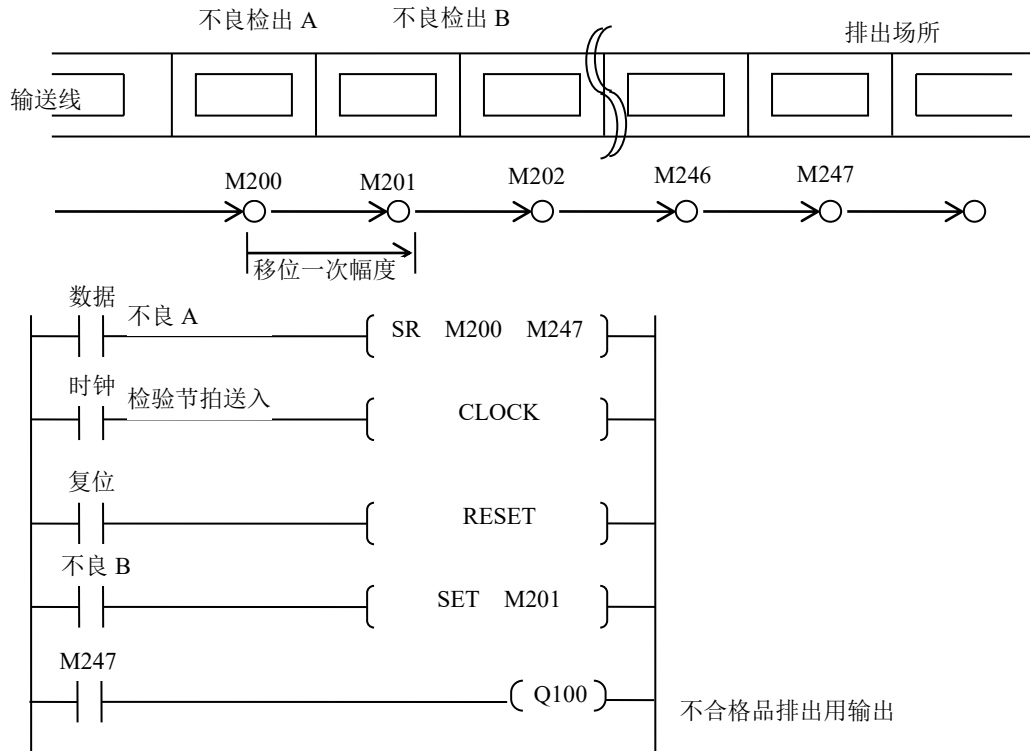 不良检出 A 不良检出 B
排出场所
输送线
M200 M201 M202 M246 M247
移位一次幅度
数据
不良 A SR M200 M247
时钟
检验节拍送入 CLOCK
复位
RESET
不良 B
SET M201
M247
Q100
不合格品排出用输出